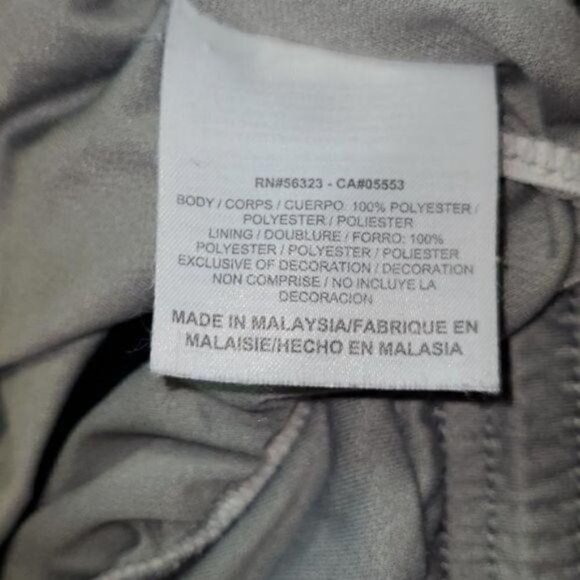 RN#56323 - CA#05553
BODY / CORPS / CUERPO: 100% POLYESTER /
POLYESTER / POLIESTER
LINING / DOUBLURE / FORRO: 100%
POLYESTER / POLYESTER / POLIESTER
EXCLUSIVE OF DECORATION / DECORATION
NON COMPRISE / NO INCLUYE LA
DECORACION
MADE IN MALAYSIA/FABRIQUE EN
MALAISIE/HECHO EN MALASIA